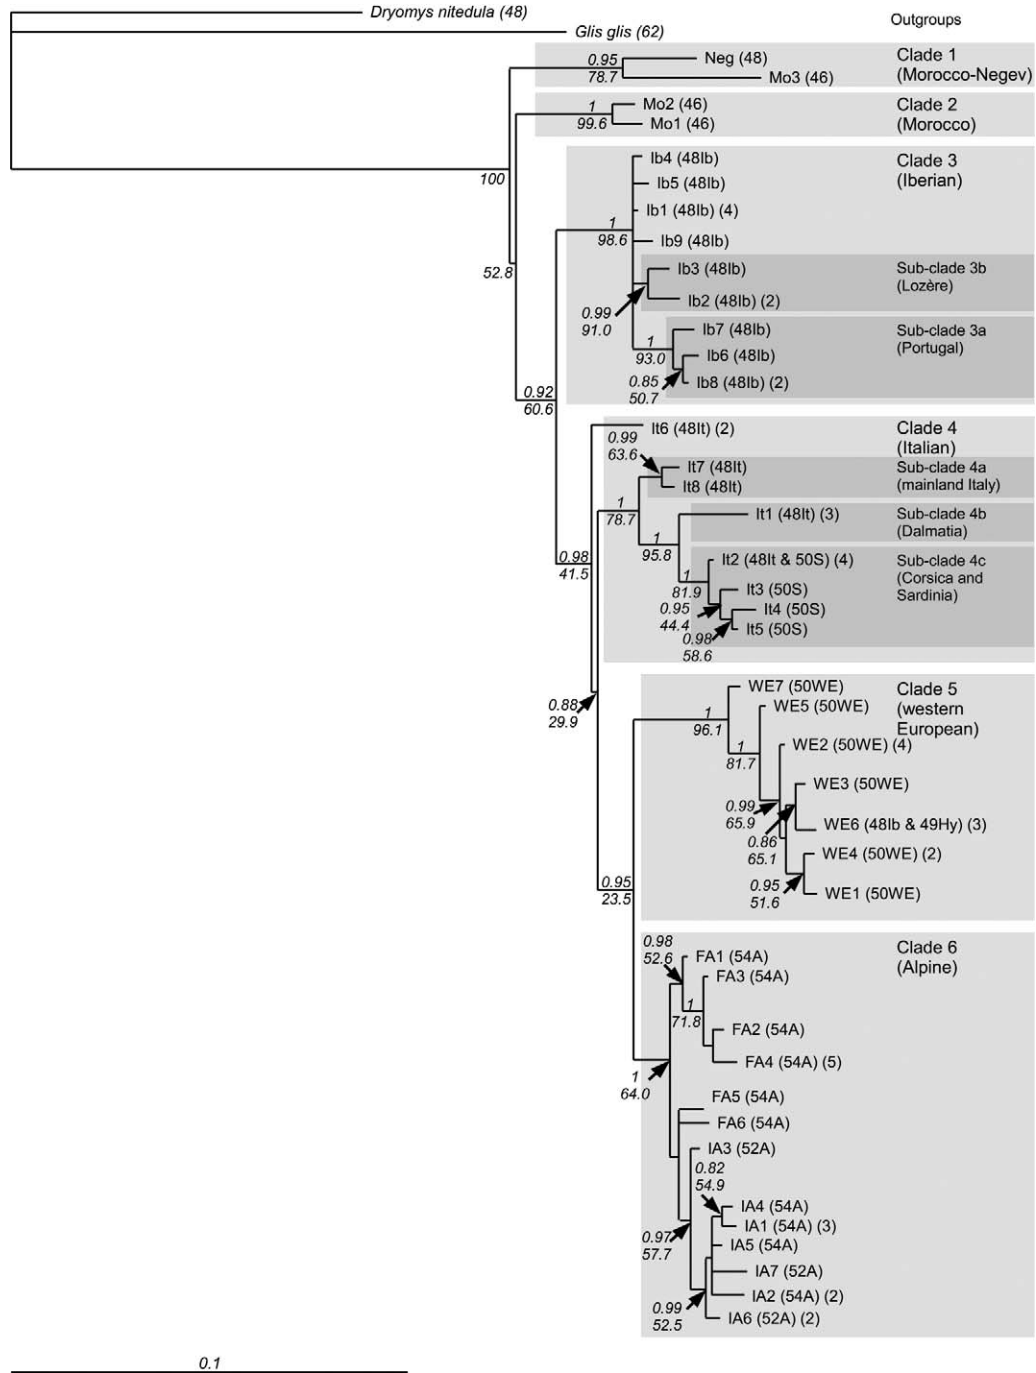 Dryomys nitedula (48)
Outgroups
Glis glis (62)
0.95
78.7
Neg (48)
Mo3 (46)
Clade 1
(Morocco-Negev)
1
99.6
Mo2 (46)
Mo1 (46)
Clade 2
(Morocco)
100
52.8
Ib4 (48Ib)
Ib5 (48Ib)
Ib1 (48Ib) (4)
Ib9 (48Ib)
Clade 3
(Iberian)
1
98.6
Ib3 (48Ib)
Ib2 (48Ib) (2)
Sub-clade 3b
(Lozère)
0.99
91.0
Ib7 (48Ib)
Ib6 (48Ib)
Ib8 (48Ib) (2)
Sub-clade 3a
(Portugal)
1
93.0
0.85
50.7
0.92
60.6
It6 (48It) (2)
Clade 4
(Italian)
0.99
63.6
It7 (48It)
It8 (48It)
Sub-clade 4a
(mainland Italy)
1
78.7
It1 (48It) (3)
Sub-clade 4b
(Dalmatia)
1
95.8
0.98
41.5
It2 (48It & 50S) (4)
It3 (50S)
It4 (50S)
It5 (50S)
Sub-clade 4c
(Corsica and
Sardinia)
1
81.9
0.95
44.4
0.98
58.6
0.88
29.9
WE7 (50WE)
WE5 (50WE)
WE2 (50WE) (4)
WE3 (50WE)
WE6 (48Ib & 49Hy) (3)
WE4 (50WE) (2)
WE1 (50WE)
Clade 5
(western
European)
1
96.1
1
81.7
0.99
65.9
0.86
65.1
0.95
51.6
0.95
23.5
0.98
52.6
FA1 (54A)
FA3 (54A)
Clade 6
(Alpine)
1
71.8
FA2 (54A)
FA4 (54A) (5)
1
64.0
FA5 (54A)
FA6 (54A)
IA3 (52A)
0.82
54.9
IA4 (54A)
IA1 (54A) (3)
IA5 (54A)
IA7 (52A)
IA2 (54A) (2)
IA6 (52A) (2)
0.97
57.7
0.99
52.5
0.1